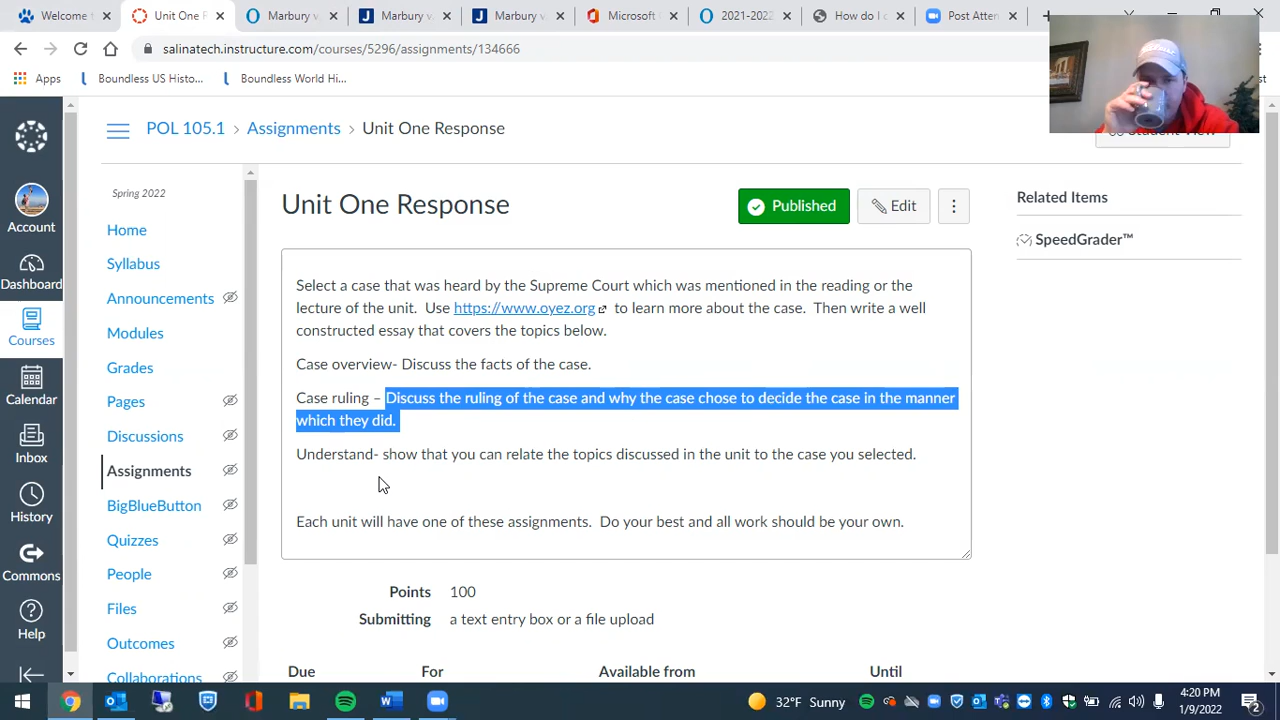 Welcome t
Unit One R
Marbury v
Marbury v.
Marbury v.
Microsoft
2021-2022
How do I c
Post Atten
salinatech.instructure.com/courses/5296/assignments/134666
Apps
Boundless US Histo...
Boundless World Hi...
POL 105.1 > Assignments > Unit One Response
Student View
Account
Dashboard
Courses
Calendar
Inbox
History
Commons
Help
Spring 2022
Home
Syllabus
Announcements
Modules
Grades
Pages
Discussions
Assignments
BigBlueButton
Quizzes
People
Files
Outcomes
Collaborations
Unit One Response
Published
Edit
Related Items
SpeedGrader™
Select a case that was heard by the Supreme Court which was mentioned in the reading or the
lecture of the unit. Use https://www.oyez.org to learn more about the case. Then write a well
constructed essay that covers the topics below.
Case overview- Discuss the facts of the case.
Case ruling – Discuss the ruling of the case and why the case chose to decide the case in the manner
which they did.
Understand- show that you can relate the topics discussed in the unit to the case you selected.
Each unit will have one of these assignments. Do your best and all work should be your own.
Points 100
Submitting a text entry box or a file upload
Due For Available from Until
32°F Sunny
4:20 PM
1/9/2022
2